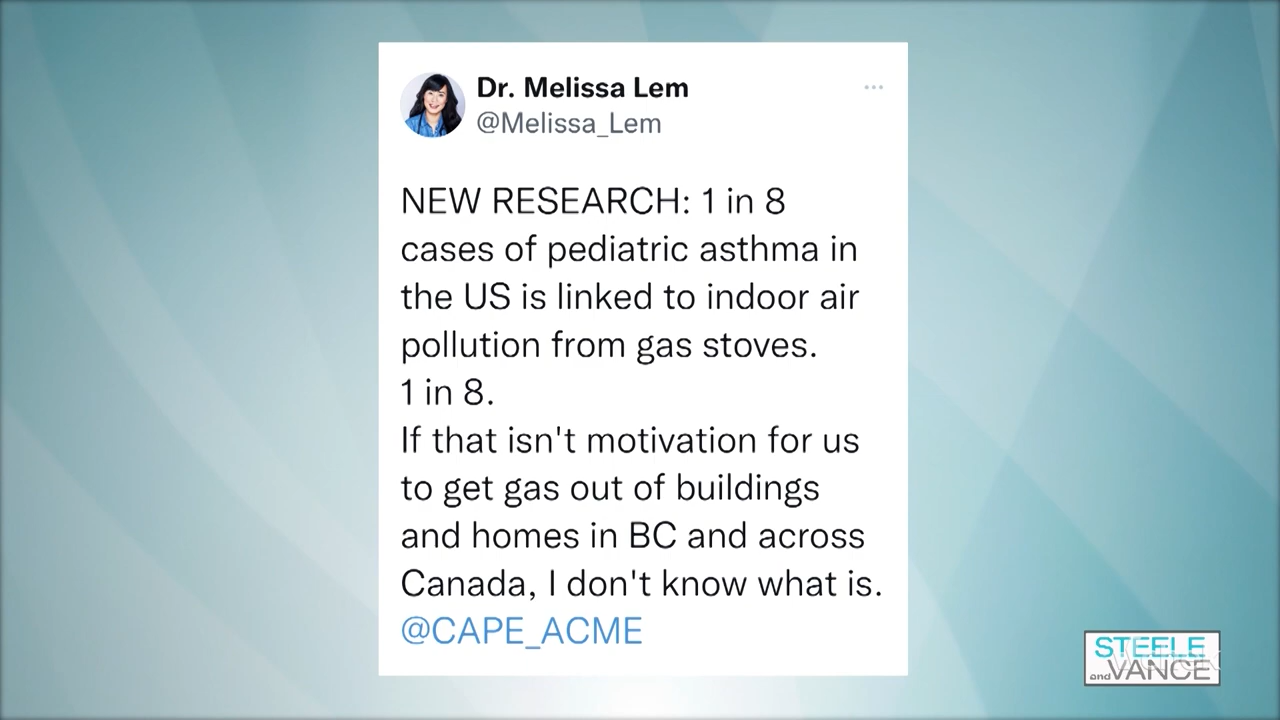 Dr. Melissa Lem
@Melissa_Lem
NEW RESEARCH: 1 in 8
cases of pediatric asthma in
the US is linked to indoor air
pollution from gas stoves.
1 in 8.
If that isn't motivation for us
to get gas out of buildings
and homes in BC and across
Canada, I don't know what is.
@CAPE_ACME
STEELE
and VANCE